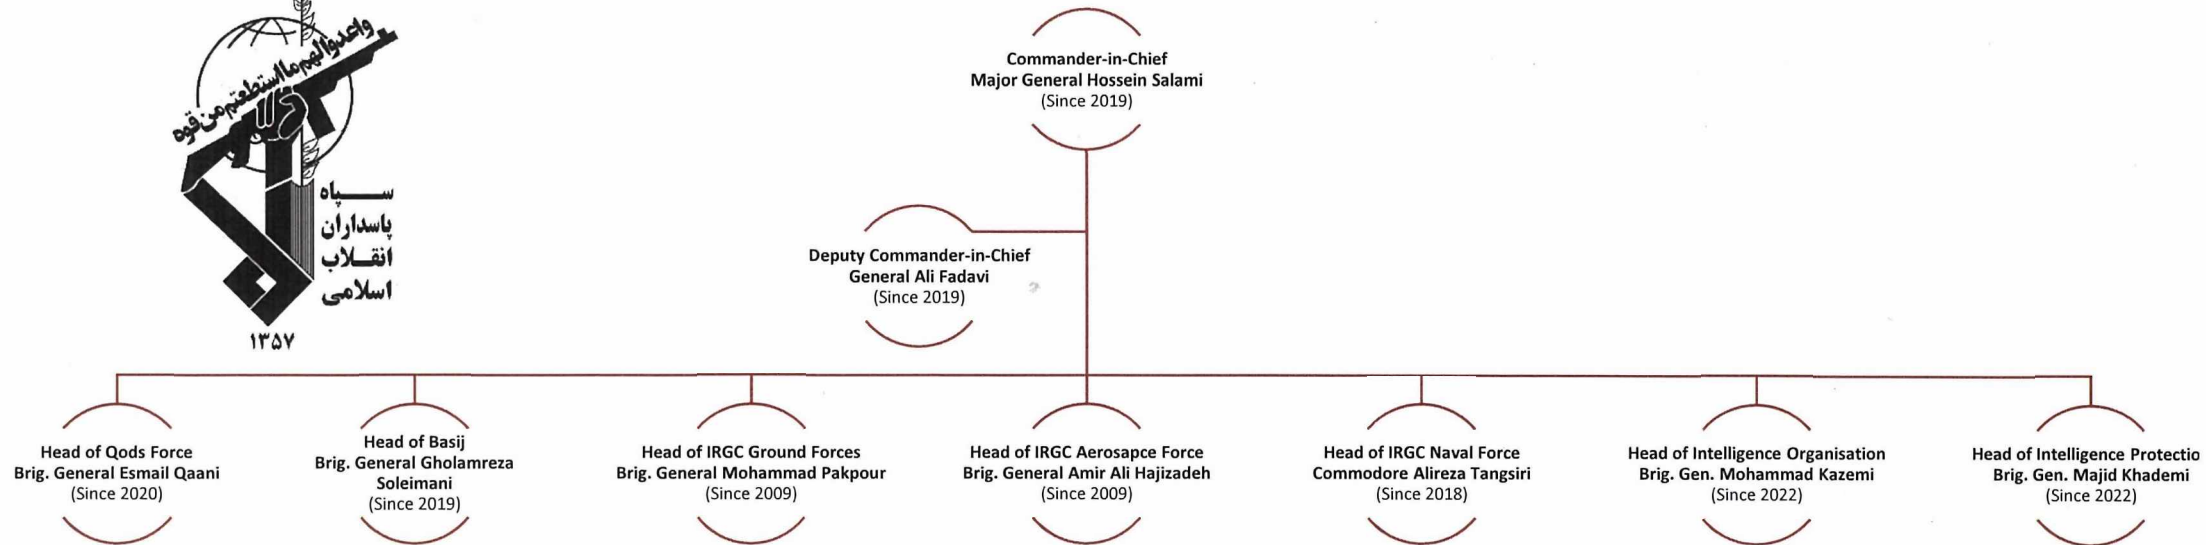 واعدوا لهم ما استطعتم من قوه
سپاه
پاسداران
انقلاب
اسلامی
۱۳۵۷
Commander-in-Chief
Major General Hossein Salami
(Since 2019)
Deputy Commander-in-Chief
General Ali Fadavi
(Since 2019)
Head of Qods Force
Brig. General Esmail Qaani
(Since 2020)
Head of Basij
Brig. General Gholamreza
Soleimani
(Since 2019)
Head of IRGC Ground Forces
Brig. General Mohammad Pakpour
(Since 2009)
Head of IRGC Aerosapce Force
Brig. General Amir Ali Hajizadeh
(Since 2009)
Head of IRGC Naval Force
Commodore Alireza Tangsiri
(Since 2018)
Head of Intelligence Organisation
Brig. Gen. Mohammad Kazemi
(Since 2022)
Head of Intelligence Protectio
Brig. Gen. Majid Khademi
(Since 2022)